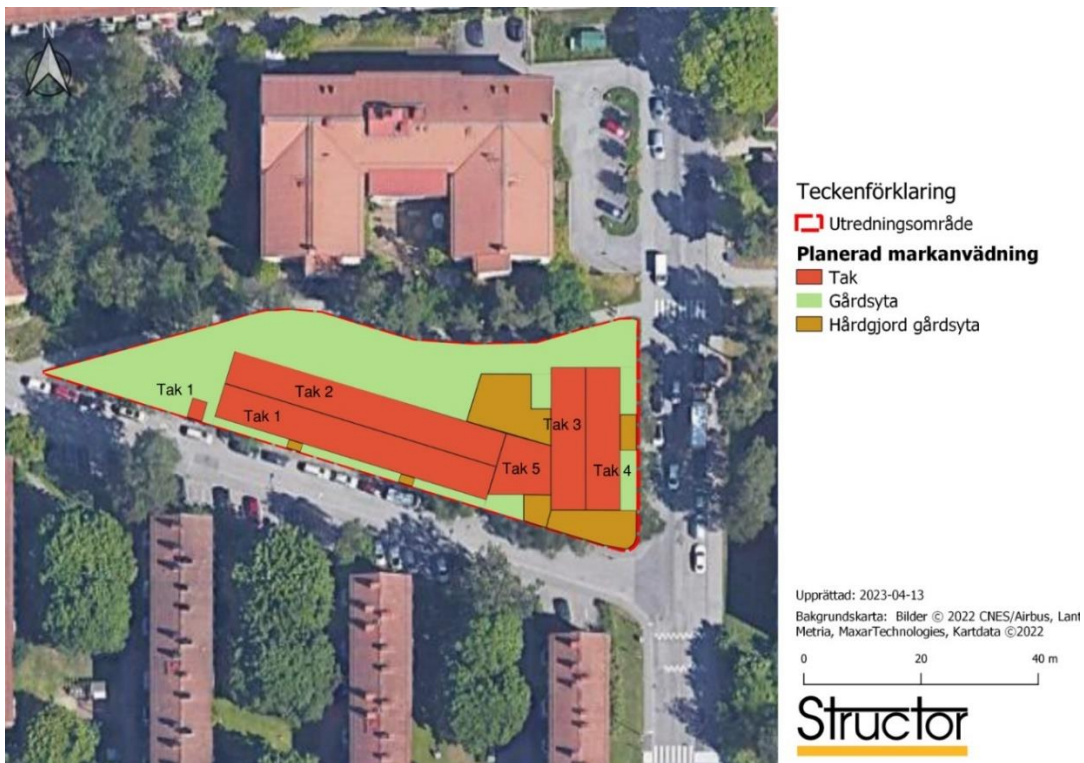 N
Tak 1
Tak 2
Tak 1
Tak 3
Tak 5
Tak 4
Teckenförklaring
Utredningsområde
Planerad markanvädning
Tak
Gårdsyta
Hårdgjord gårdsyta
Upprättad: 2023-04-13
Bakgrundskarta: Bilder © 2022 CNES/Airbus, Lant
Metria, MaxarTechnologies, Kartdata ©2022
0 20 40 m
Structor